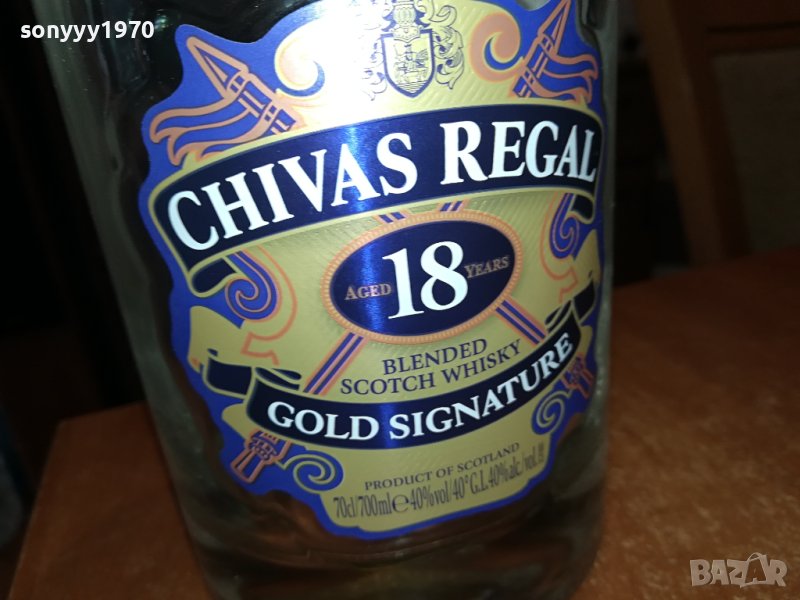 sonyyy1970
CHIVAS REGAL
AGED 18 YEARS
BLENDED
SCOTCH WHISKY
GOLD SIGNATURE
PRODUCT OF SCOTLAND
70cl/700ml℮40%vol/40°G.L.40%alc./vol.
BAZAR